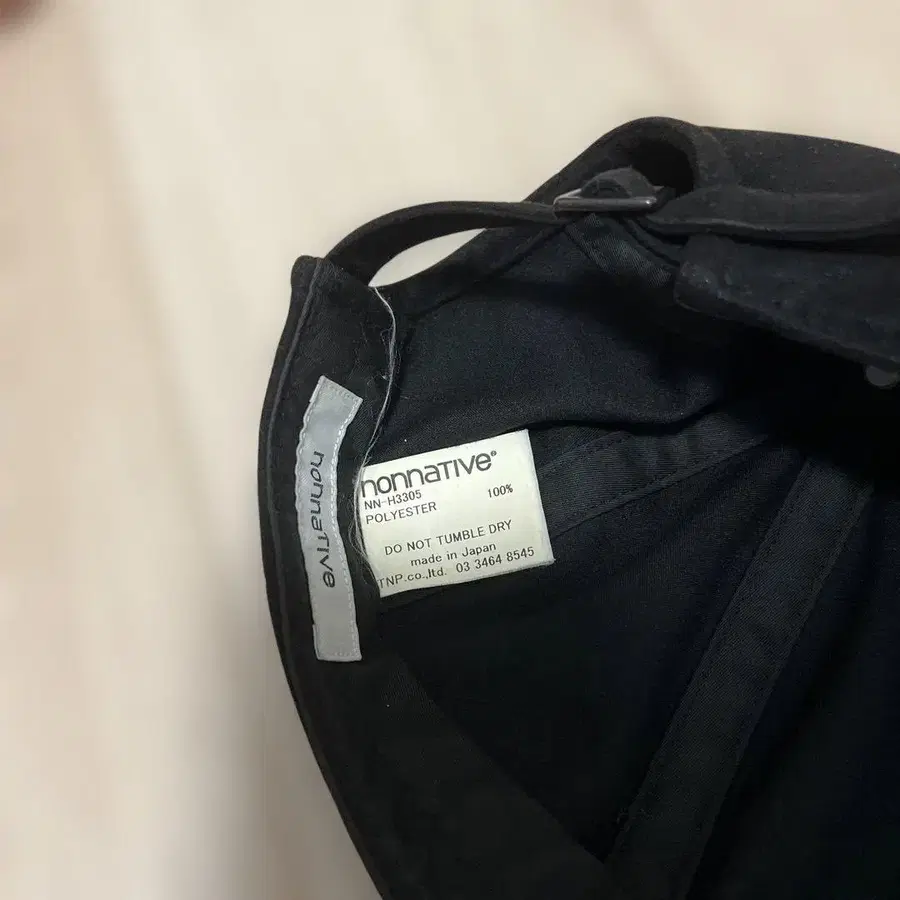 nonnative
nonnative®
NN-H3305
POLYESTER 100%
DO NOT TUMBLE DRY
made in Japan
TNP.co.,ltd. 03 3464 8545